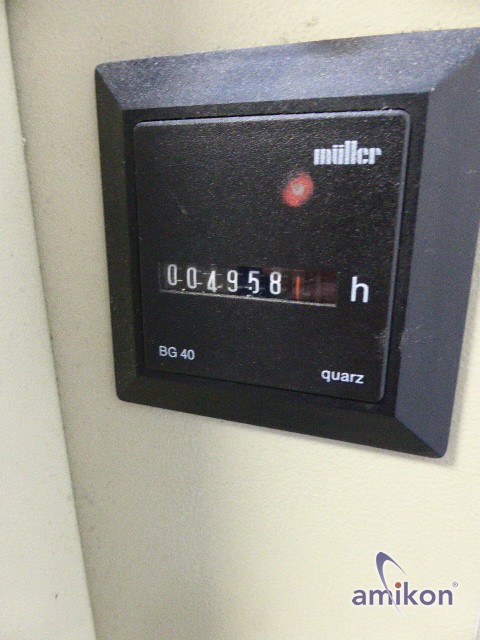 müller
004958 h
BG 40
quarz
amikon®